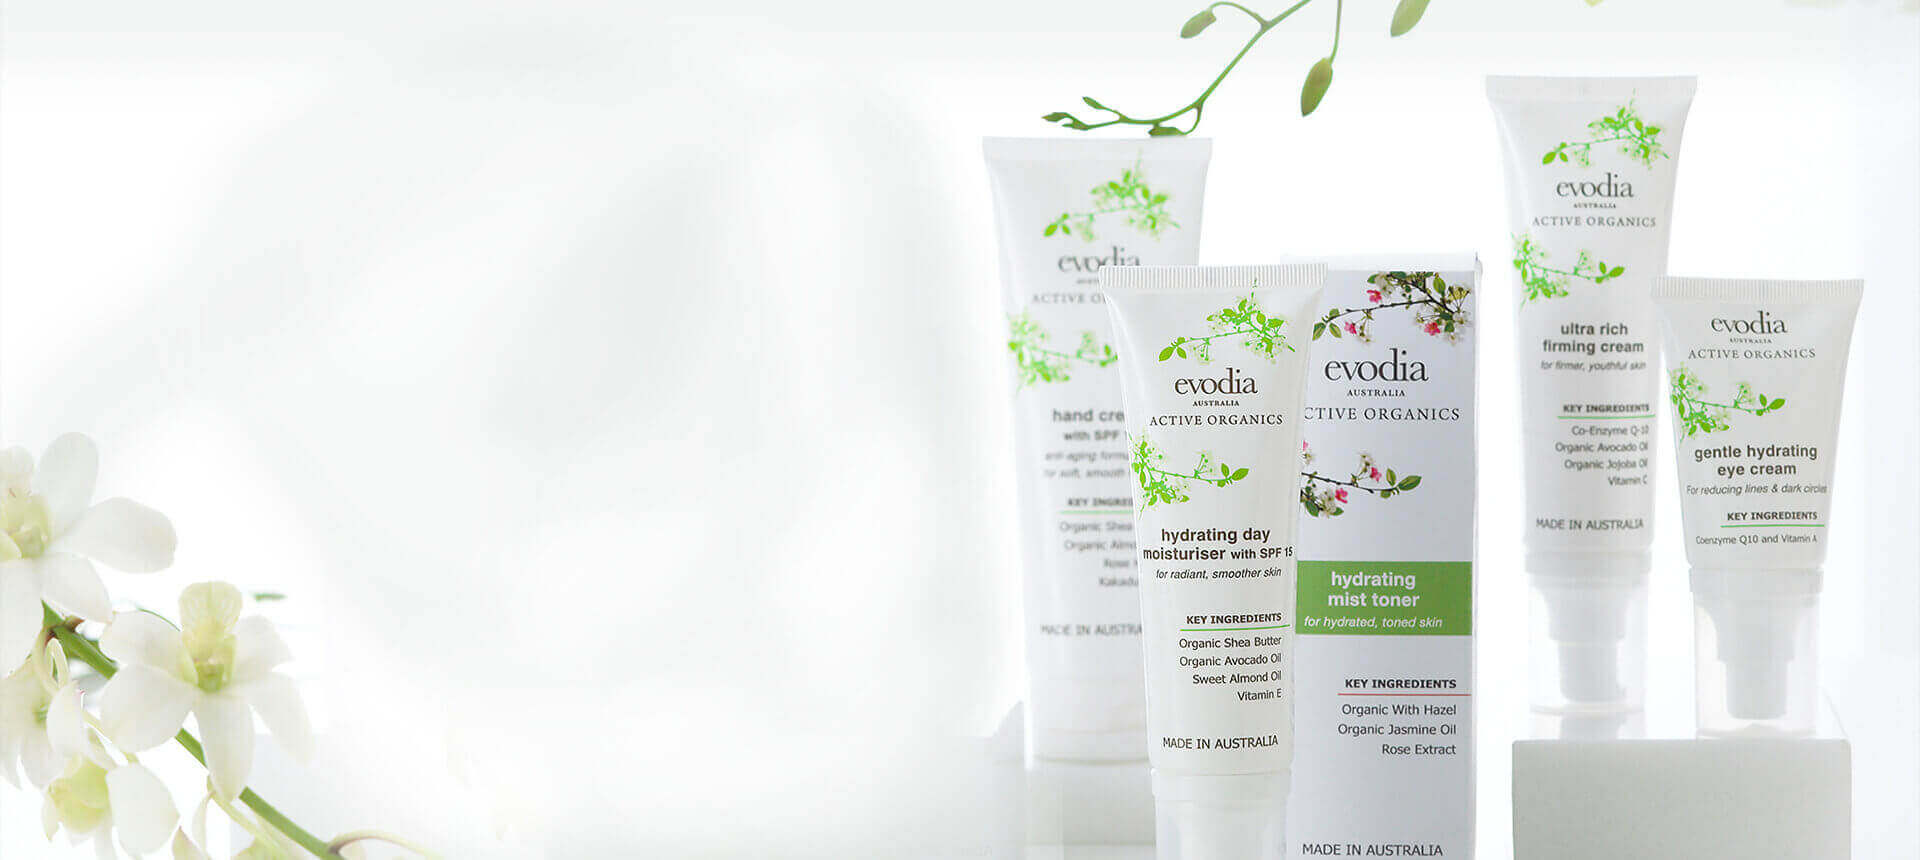 evodia
ACTIVE
hand
with SPF
KEY
Organic
Organic
MADE IN
evodia
AUSTRALIA
ACTIVE ORGANICS
hydrating day
moisturiser with SPF 15
for radiant, smoother skin
KEY INGREDIENTS
Organic Shea Butter
Organic Avocado Oil
Sweet Almond Oil
Vitamin E
MADE IN AUSTRALIA
evodia
AUSTRALIA
CTIVE ORGANICS
hydrating
mist toner
for hydrated, toned skin
KEY INGREDIENTS
Organic With Hazel
Organic Jasmine Oil
Rose Extract
MADE IN AUSTRALIA
evodia
AUSTRALIA
ACTIVE ORGANICS
ultra rich
firming cream
for firmer, youthful skin
KEY INGREDIENTS
Co-Enzyme Q-10
Organic Avocado Oil
Organic Jojoba Oil
Vitamin C
MADE IN AUSTRALIA
evodia
AUSTRALIA
ACTIVE ORGANICS
gentle hydrating
eye cream
For reducing lines & dark circles
KEY INGREDIENTS
Coenzyme Q10 and Vitamin A